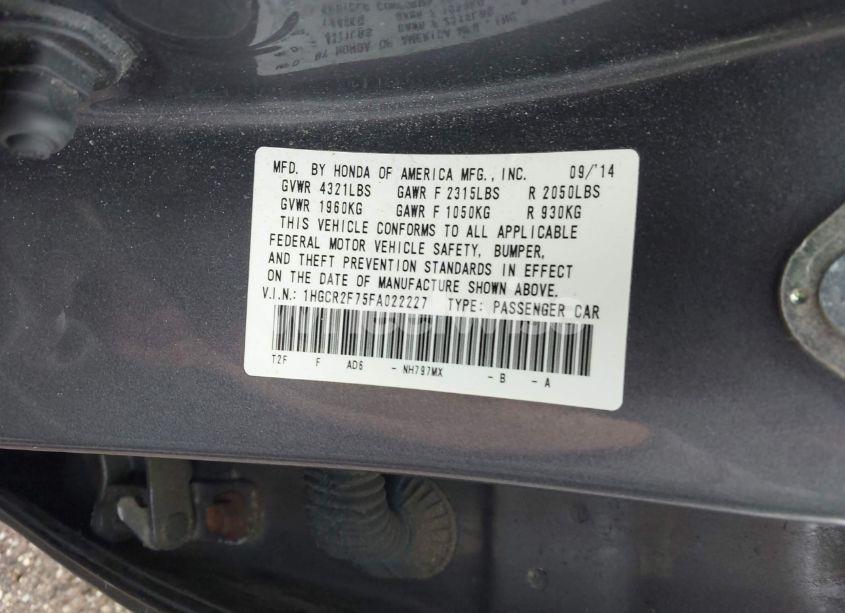 MFD. BY HONDA OF AMERICA MFG., INC. 09/'14
GVWR 4321LBS GAWR F 2315LBS R 2050LBS
GVWR 1960KG GAWR F 1050KG R 930KG
THIS VEHICLE CONFORMS TO ALL APPLICABLE
FEDERAL MOTOR VEHICLE SAFETY, BUMPER,
AND THEFT PREVENTION STANDARDS IN EFFECT
ON THE DATE OF MANUFACTURE SHOWN ABOVE.
V.I.N.: 1HGCR2F75FA022227 TYPE: PASSENGER CAR
T2F F AD6 - NH797MX - B - A